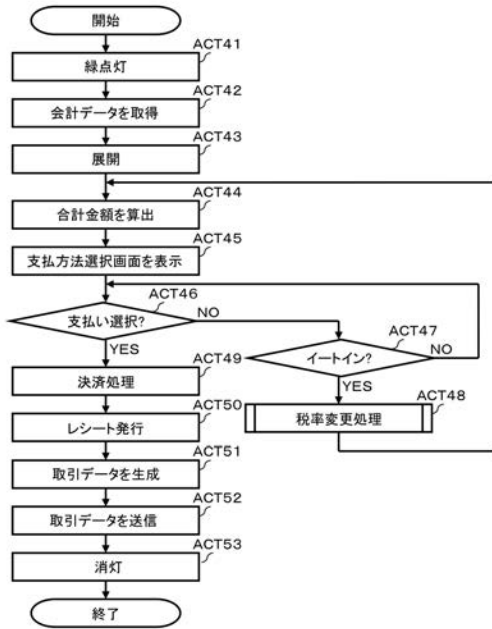 開始
ACT41
緑点灯
ACT42
会計データを取得
ACT43
展開
ACT44
合計金額を算出
ACT45
支払方法選択画面を表示
ACT46
支払い選択?
NO
YES
ACT47
イートイン?
NO
YES
ACT48
税率変更処理
ACT49
決済処理
ACT50
レシート発行
ACT51
取引データを生成
ACT52
取引データを送信
ACT53
消灯
終了